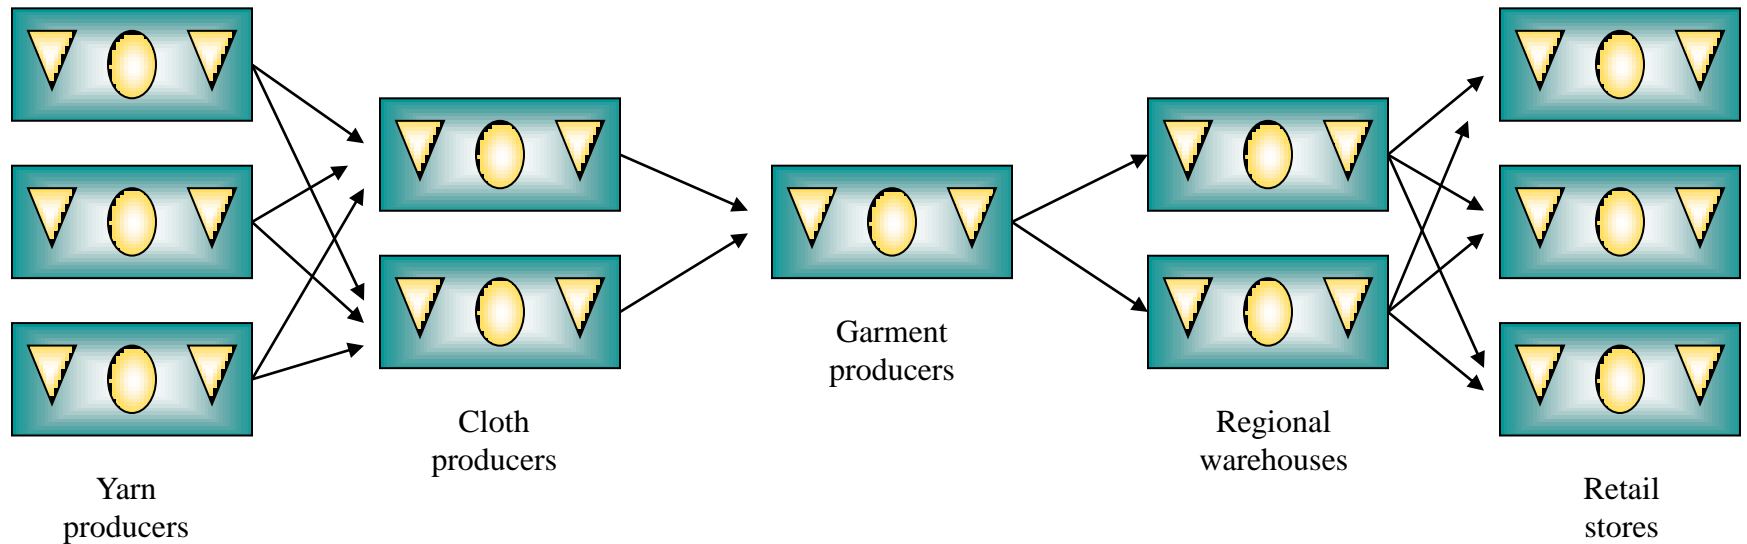 Yarn
producers
Cloth
producers
Garment
producers
Regional
warehouses
Retail
stores